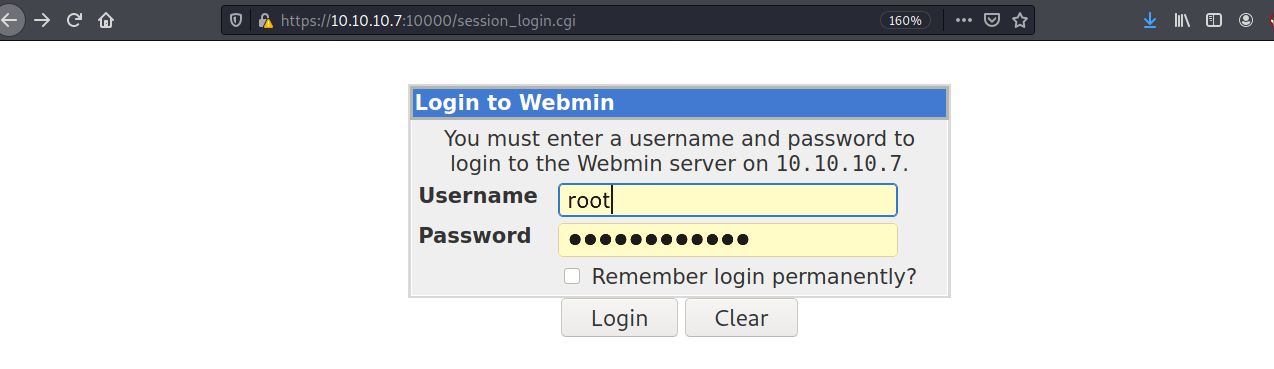 https://10.10.10.7:10000/session_login.cgi
160%
Login to Webmin
You must enter a username and password to
login to the Webmin server on 10.10.10.7.
Username root
Password ●●●●●●●●●●●●
Remember login permanently?
Login Clear